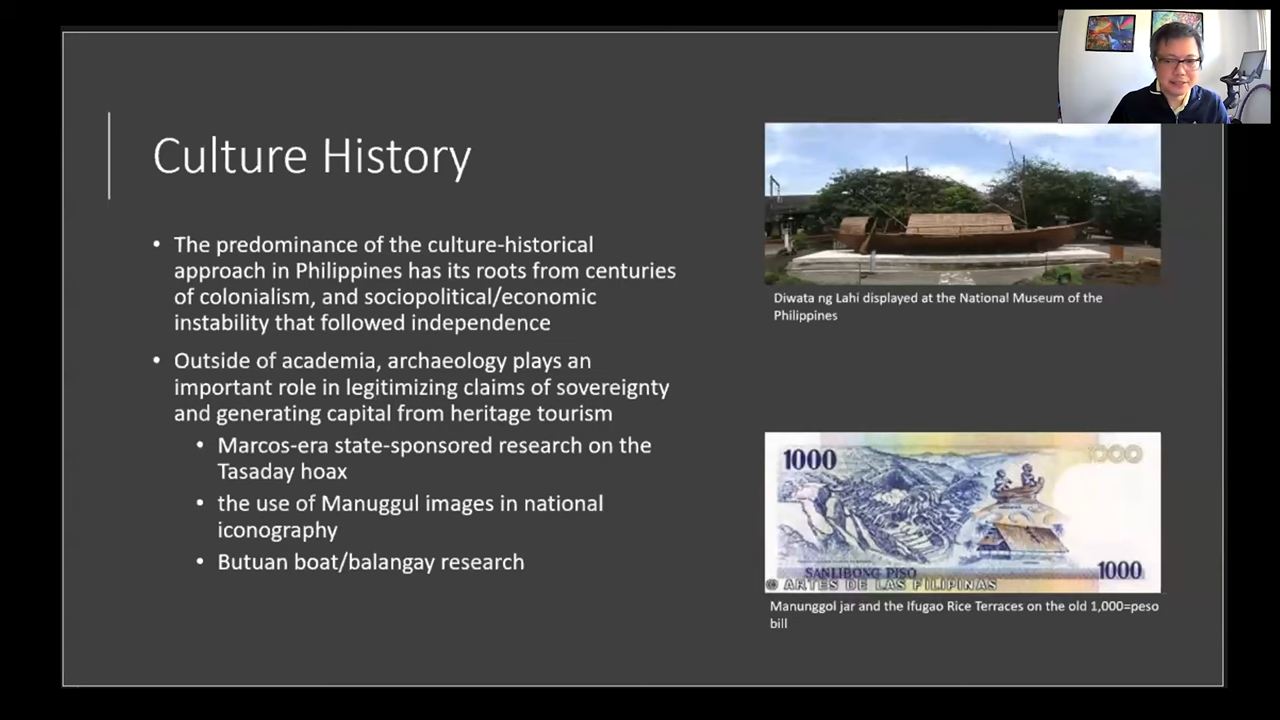 Culture History
• The predominance of the culture-historical
approach in Philippines has its roots from centuries
of colonialism, and sociopolitical/economic
instability that followed independence
• Outside of academia, archaeology plays an
important role in legitimizing claims of sovereignty
and generating capital from heritage tourism
• Marcos-era state-sponsored research on the
Tasaday hoax
• the use of Manuggul images in national
iconography
• Butuan boat/balangay research
Diwata ng Lahi displayed at the National Museum of the
Philippines
1000
1000
SANLIBONG PISO
1000
© ARTES DE LAS FILIPINAS
Manunggol jar and the Ifugao Rice Terraces on the old 1,000=peso
bill